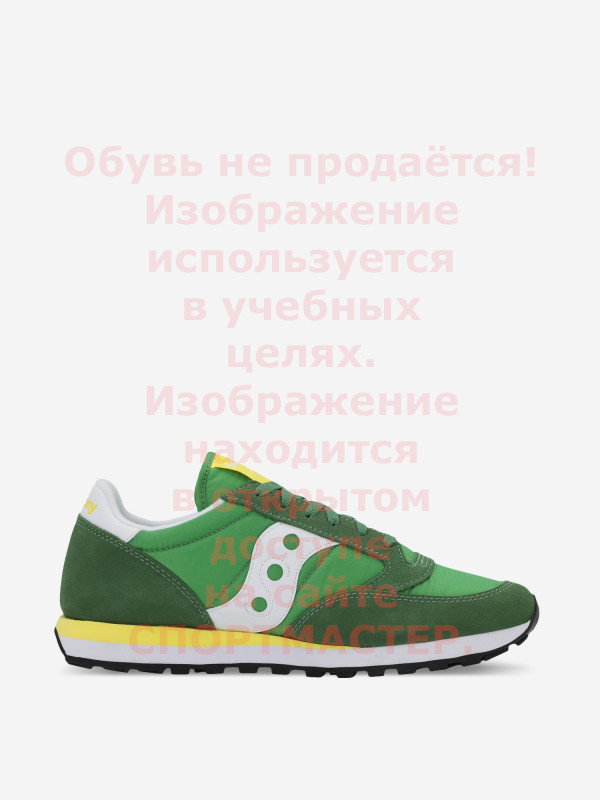 Обувь не продаётся!
Изображение
используется
в учебных
целях.
Изображение
находится
в открытом
доступе
на сайте
СПОРТМАСТЕР.